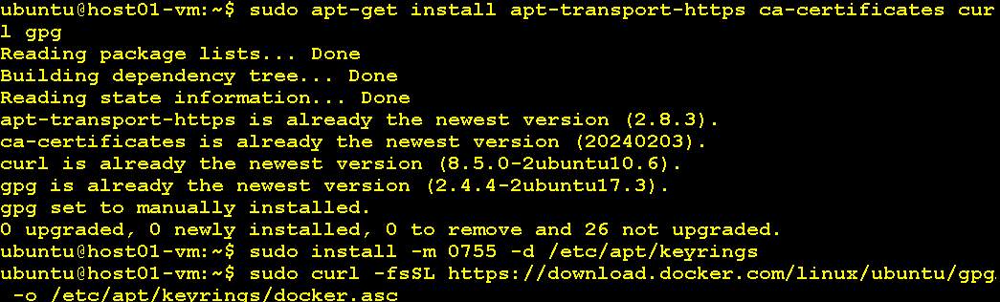 ubuntu@host01-vm:~$ sudo apt-get install apt-transport-https ca-certificates cur
l gpg
Reading package lists... Done
Building dependency tree... Done
Reading state information... Done
apt-transport-https is already the newest version (2.8.3).
ca-certificates is already the newest version (20240203).
curl is already the newest version (8.5.0-2ubuntu10.6).
gpg is already the newest version (2.4.4-2ubuntu17.3).
gpg set to manually installed.
0 upgraded, 0 newly installed, 0 to remove and 26 not upgraded.
ubuntu@host01-vm:~$ sudo install -m 0755 -d /etc/apt/keyrings
ubuntu@host01-vm:~$ sudo curl -fsSL https://download.docker.com/linux/ubuntu/gpg
 -o /etc/apt/keyrings/docker.asc